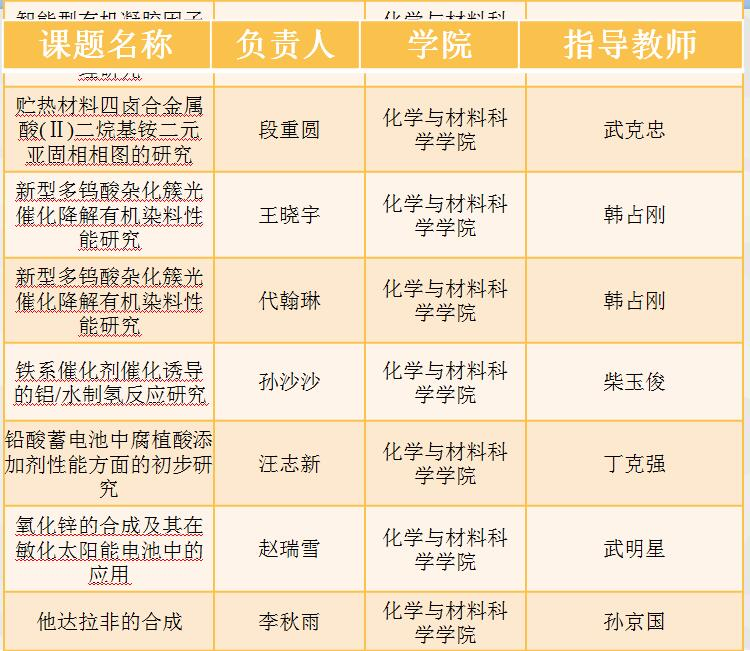 智能型有机凝胶因子
化学与材料科
课题名称 负责人 学院 指导教师
贮热材料四卤合金属
酸(Ⅱ)二烷基铵二元
亚固相相图的研究
段重圆
化学与材料科
学学院
武克忠
新型多钨酸杂化簇光
催化降解有机染料性
能研究
王晓宇
化学与材料科
学学院
韩占刚
新型多钨酸杂化簇光
催化降解有机染料性
能研究
代翰琳
化学与材料科
学学院
韩占刚
铁系催化剂催化诱导
的铝/水制氢反应研究
孙沙沙
化学与材料科
学学院
柴玉俊
铅酸蓄电池中腐植酸添
加剂性能方面的初步研
究
汪志新
化学与材料科
学学院
丁克强
氧化锌的合成及其在
敏化太阳能电池中的
应用
赵瑞雪
化学与材料科
学学院
武明星
他达拉非的合成
李秋雨
化学与材料科
学学院
孙京国